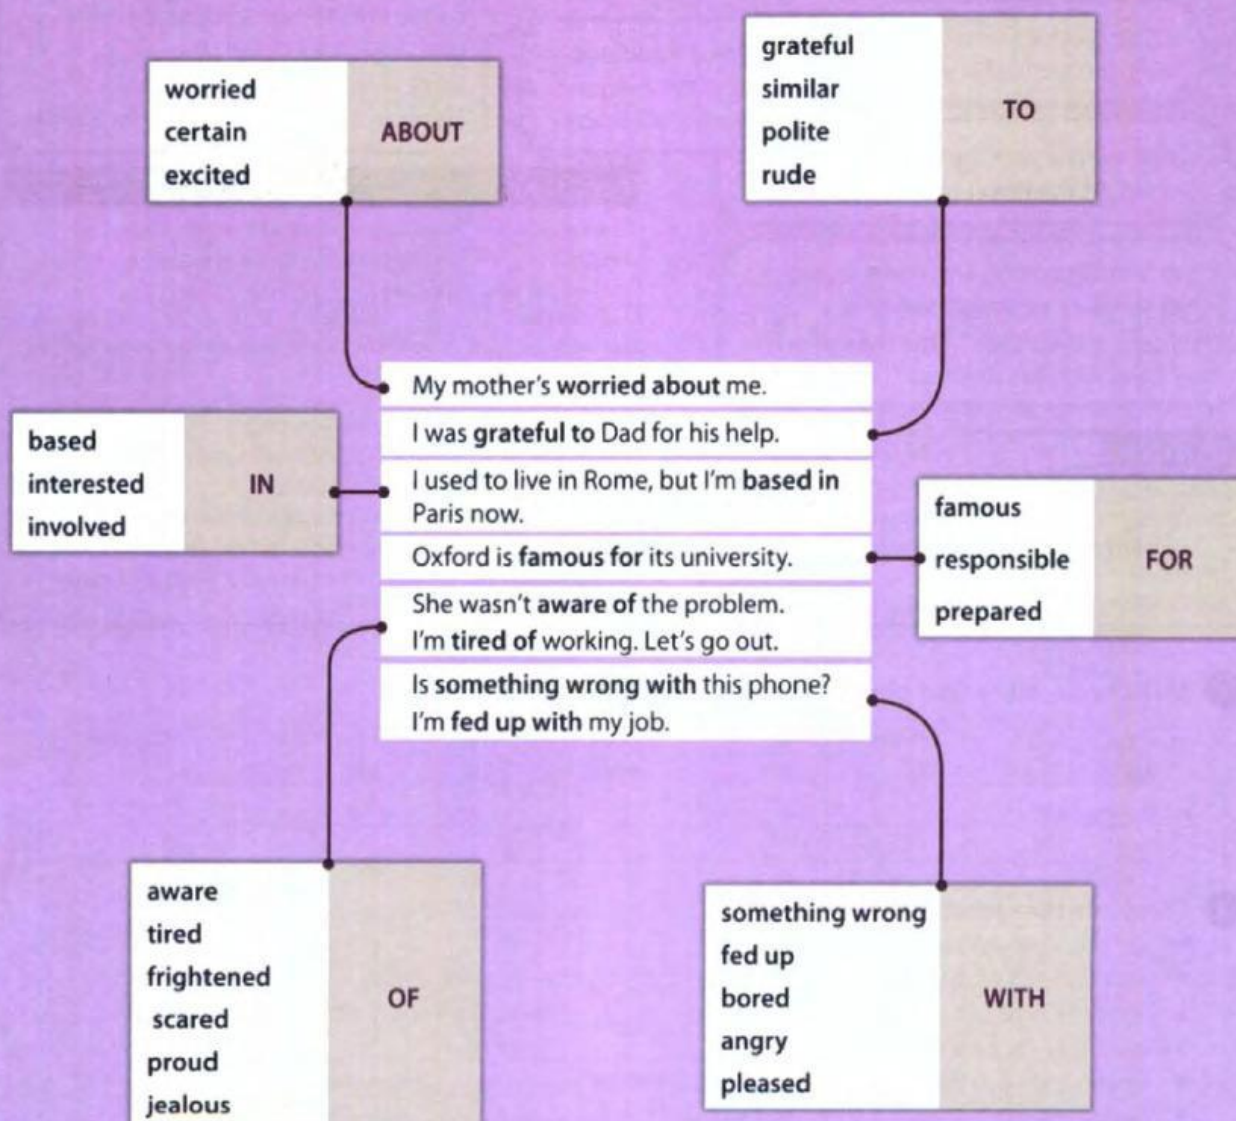 worried
certain
excited
ABOUT
grateful
similar
polite
rude
TO
My mother's worried about me.
I was grateful to Dad for his help.
I used to live in Rome, but I'm based in
Paris now.
Oxford is famous for its university.
She wasn't aware of the problem.
I'm tired of working. Let's go out.
Is something wrong with this phone?
I'm fed up with my job.
based
interested
involved
IN
famous
responsible
prepared
FOR
aware
tired
frightened
scared
proud
jealous
OF
something wrong
fed up
bored
angry
pleased
WITH